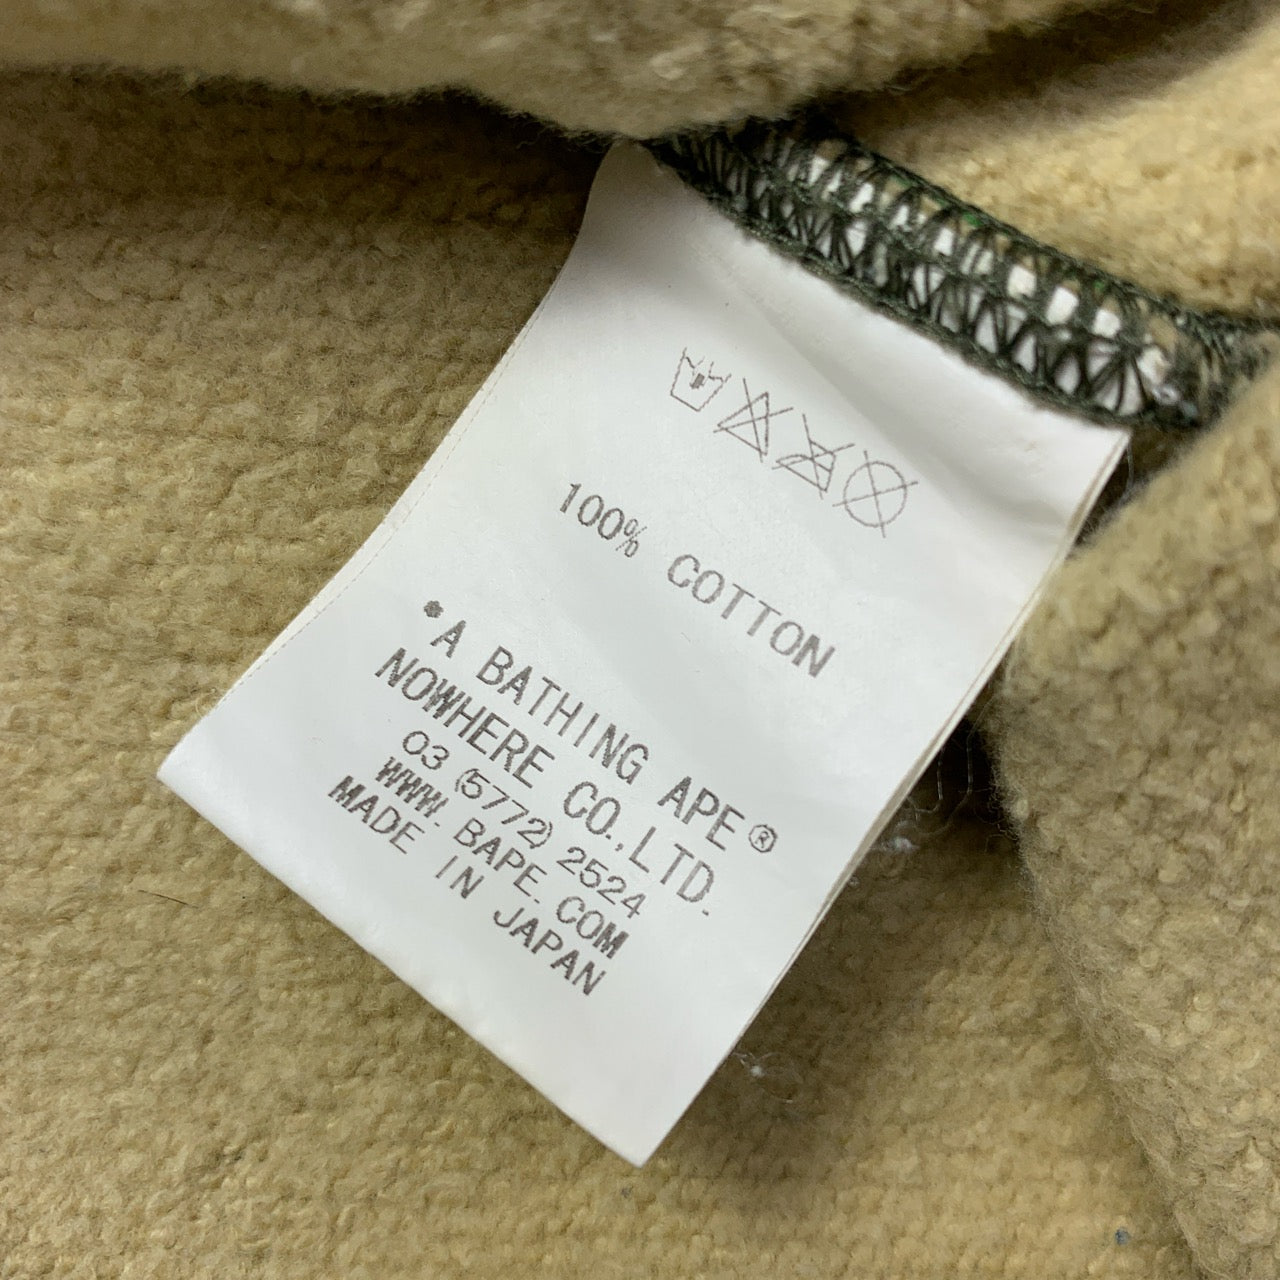 100% COTTON
•A BATHING APE®
NOWHERE CO.,LTD.
03 (5772) 2524
WWW. BAPE. COM
MADE IN JAPAN